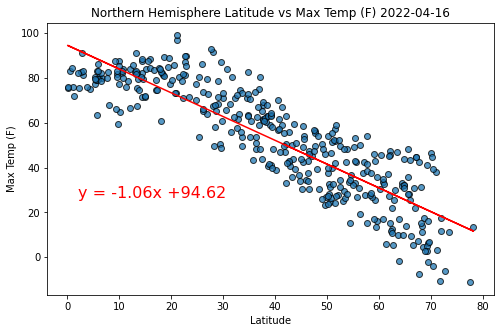 Northern Hemisphere Latitude vs Max Temp (F) 2022-04-16
Max Temp (F)
100
80
60
40
20
0
y = -1.06x +94.62
0 10 20 30 40 50 60 70 80
Latitude